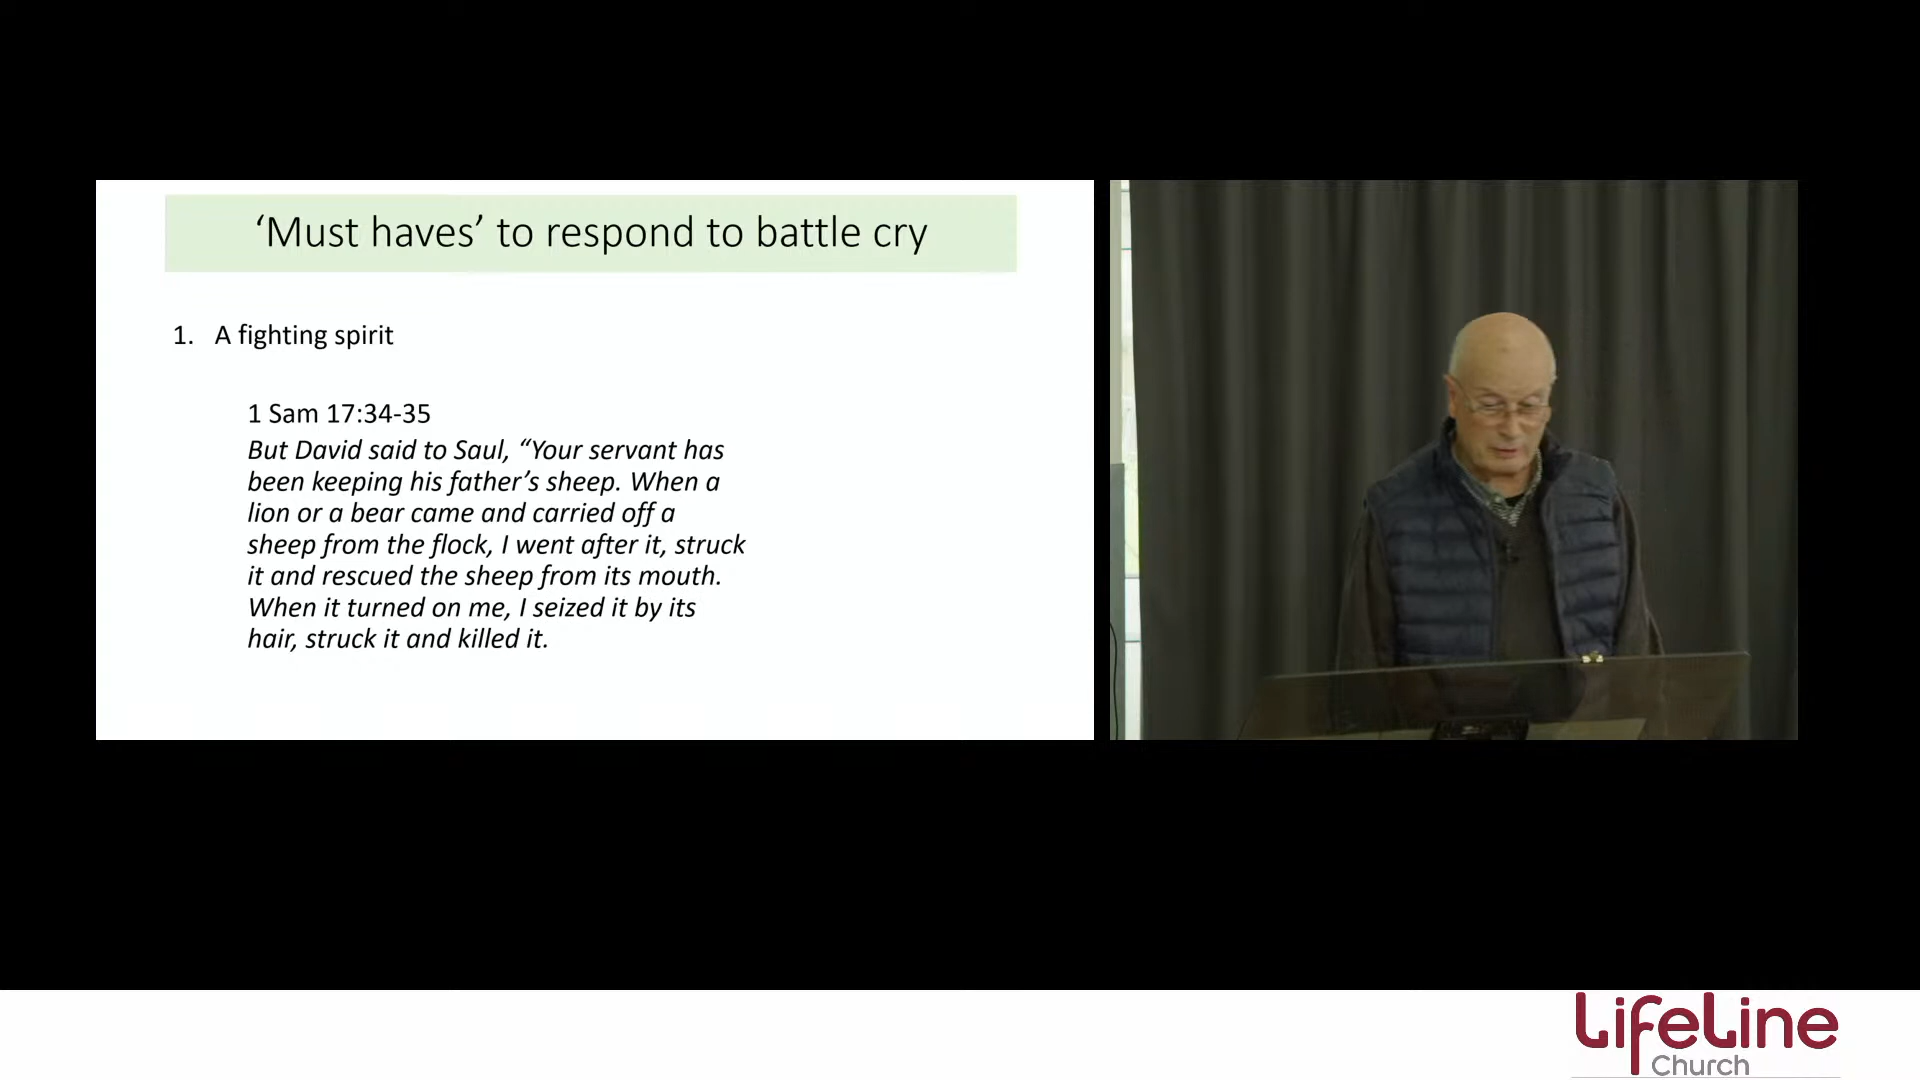 ‘Must haves’ to respond to battle cry
1. A fighting spirit
1 Sam 17:34-35
But David said to Saul, “Your servant has
been keeping his father’s sheep. When a
lion or a bear came and carried off a
sheep from the flock, I went after it, struck
it and rescued the sheep from its mouth.
When it turned on me, I seized it by its
hair, struck it and killed it.
LifeLine
Church